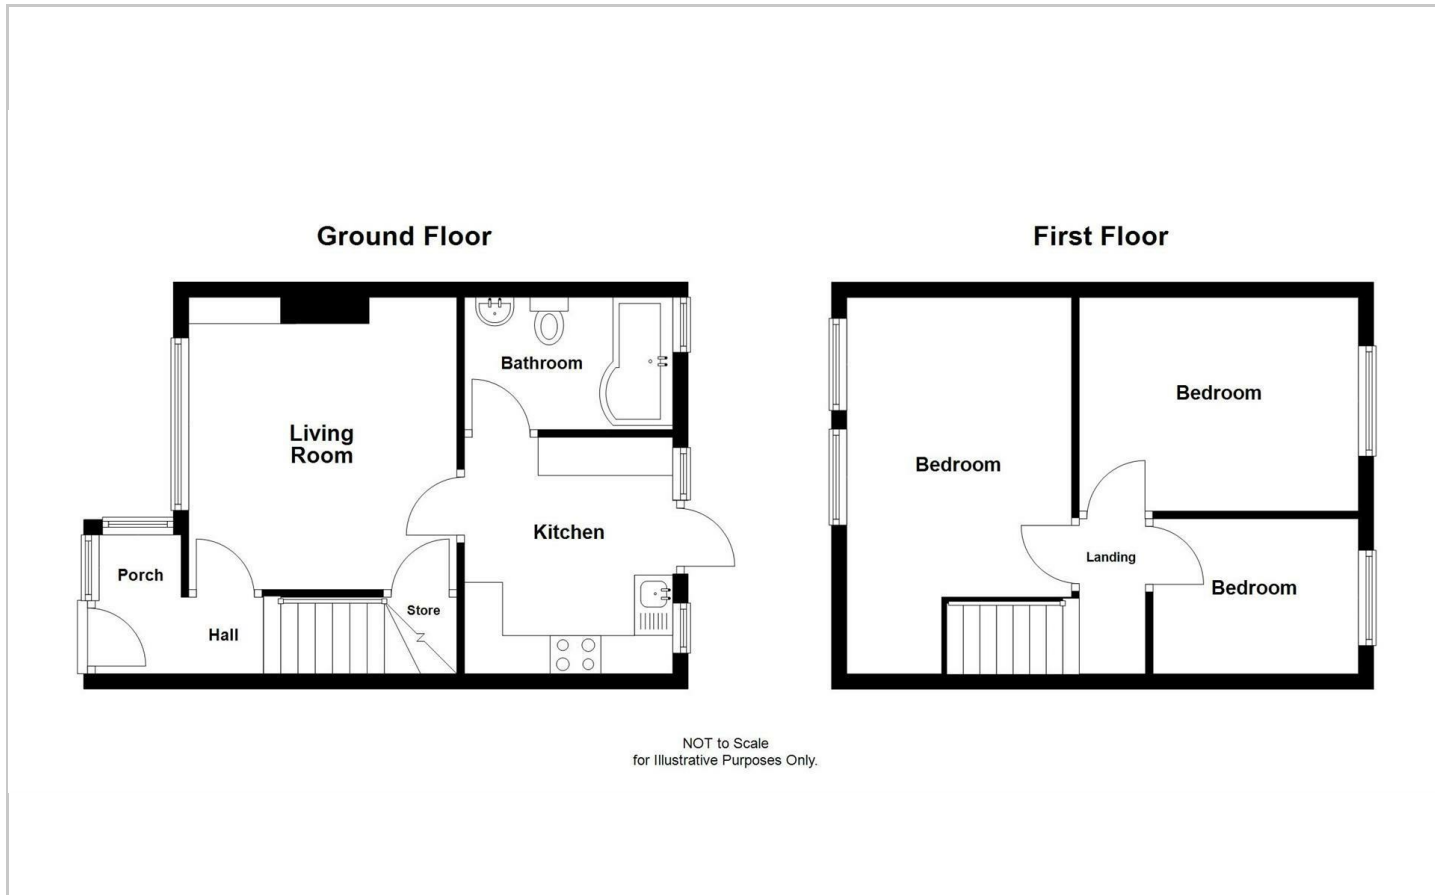 Ground Floor
First Floor
Bathroom
Living
Room
Kitchen
Porch
Hall
Store
Bedroom
Bedroom
Landing
Bedroom
NOT to Scale
for Illustrative Purposes Only.